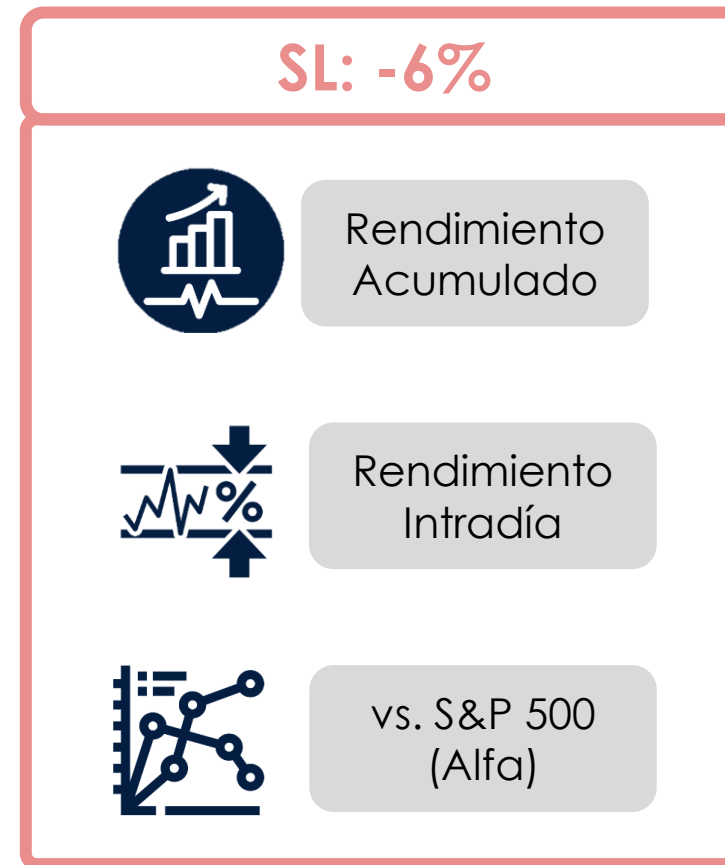 SL: -6%
Rendimiento
Acumulado
%
Rendimiento
Intradía
vs. S&P 500
(Alfa)